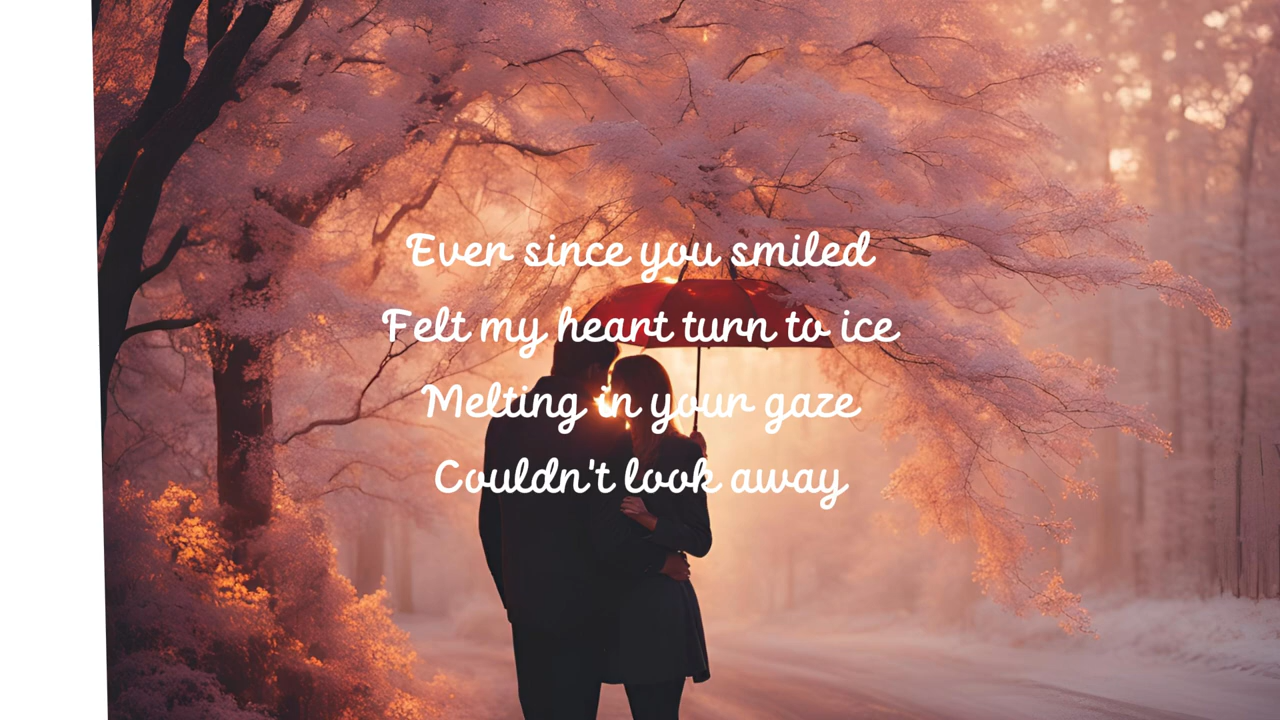 Ever since you smiled
Felt my heart turn to ice
Melting in your gaze
Couldn't look away